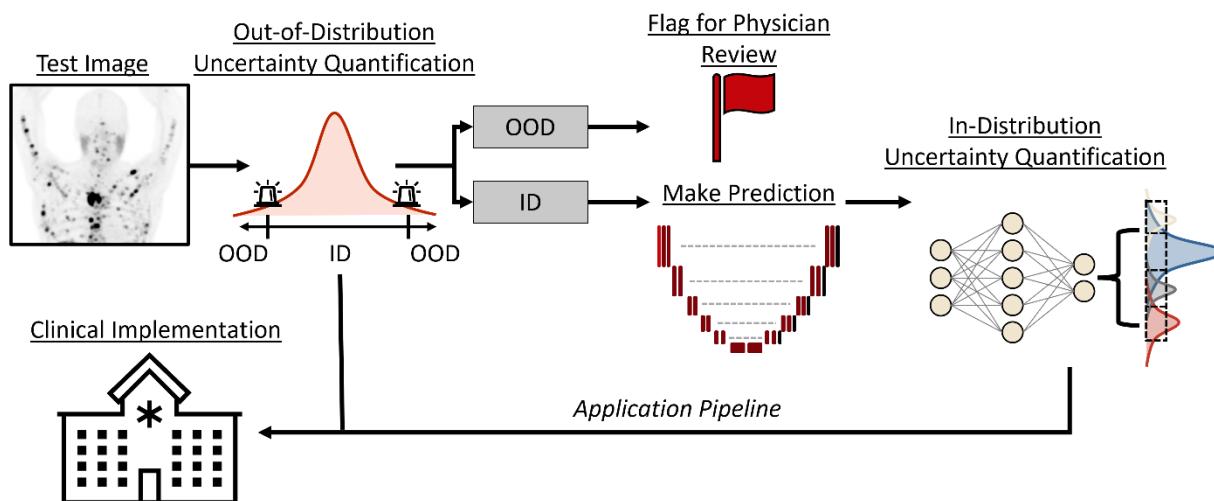 Test Image
Out-of-Distribution
Uncertainty Quantification
OOD
ID
OOD
OOD
ID
Flag for Physician
Review
Make Prediction
In-Distribution
Uncertainty Quantification
Clinical Implementation
Application Pipeline